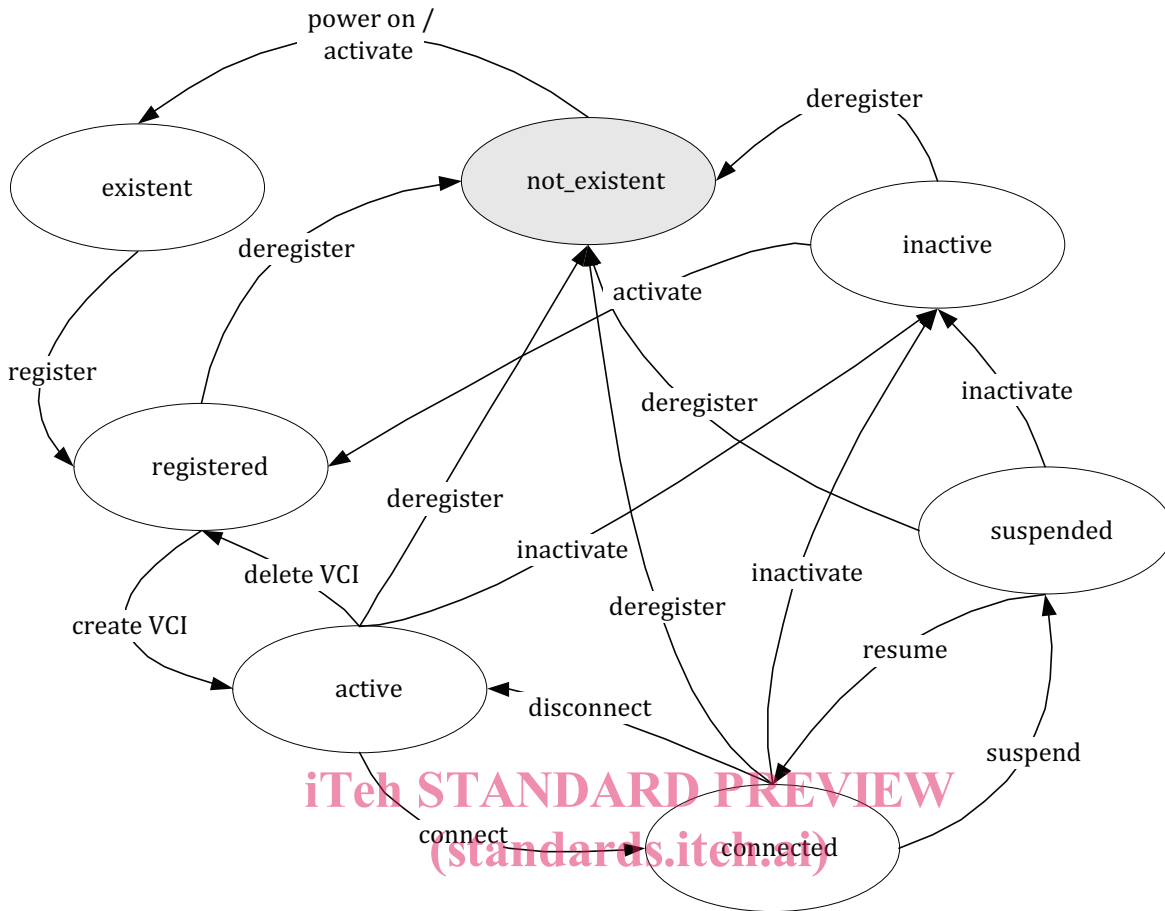 power on /
activate
deregister
existent
not_existent
inactive
deregister
activate
register
deregister
inactivate
registered
deregister
suspended
inactivate
delete VCI
inactivate
deregister
create VCI
resume
active
disconnect
suspend
iTeh STANDARD PREVIEW
connect
connected
(standards.iteh.ai)